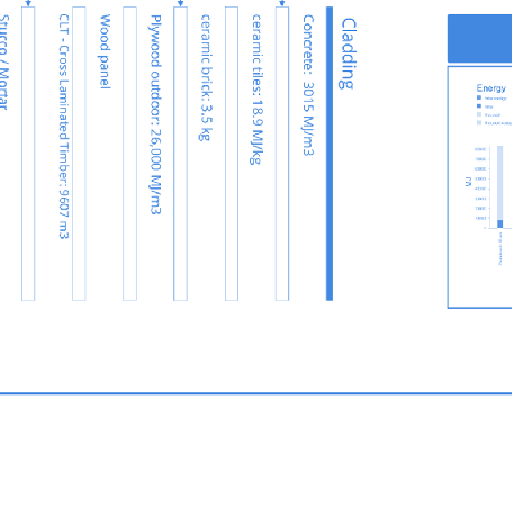 Cladding
Concrete: 3015 MJ/m3
ceramic tiles: 18.9 MJ/kg
ceramic brick: 3,5 kg
Plywood outdoor: 26,000 MJ/m3
Wood panel
CLT - Cross Laminated Timber: 9607 m3
Stucco / Mortar
Energy